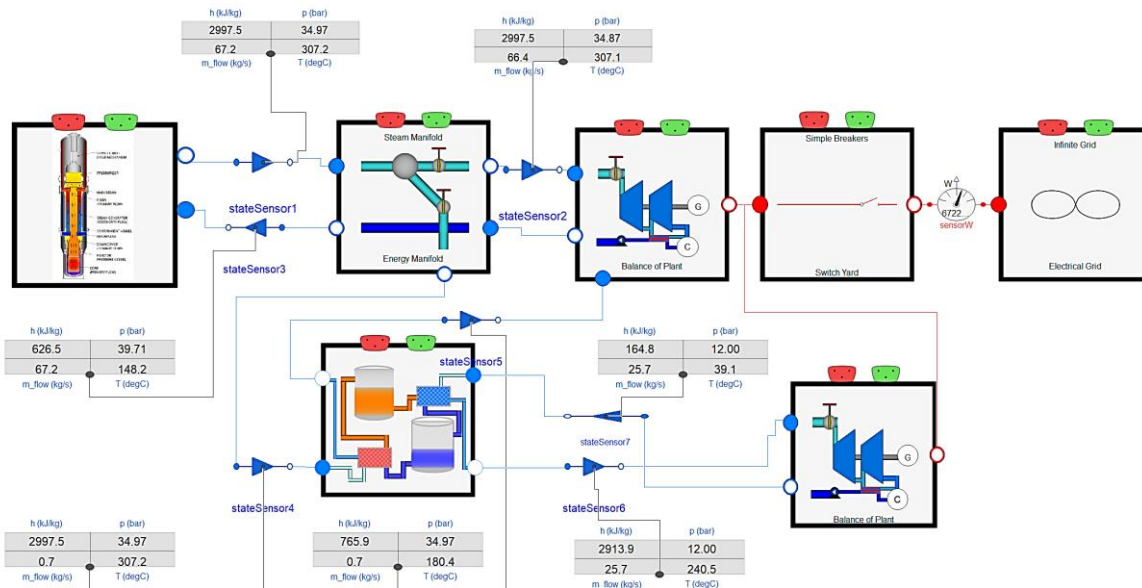 h (kJ/kg) p (bar)
2997.5 34.97
67.2 307.2
m_flow (kg/s) T (degC)
h (kJ/kg) p (bar)
2997.5 34.87
66.4 307.1
m_flow (kg/s) T (degC)
Steam Manifold
Energy Manifold
stateSensor1
stateSensor2
stateSensor3
G
C
Balance of Plant
Simple Breakers
Switch Yard
W
6722...
sensorW
Infinite Grid
Electrical Grid
h (kJ/kg) p (bar)
626.5 39.71
67.2 148.2
m_flow (kg/s) T (degC)
stateSensor5
h (kJ/kg) p (bar)
164.8 12.00
25.7 39.1
m_flow (kg/s) T (degC)
stateSensor7
stateSensor4
stateSensor6
G
C
Balance of Plant
h (kJ/kg) p (bar)
2997.5 34.97
0.7 307.2
m_flow (kg/s) T (degC)
h (kJ/kg) p (bar)
765.9 34.97
0.7 180.4
m_flow (kg/s) T (degC)
h (kJ/kg) p (bar)
2913.9 12.00
25.7 240.5
m_flow (kg/s) T (degC)